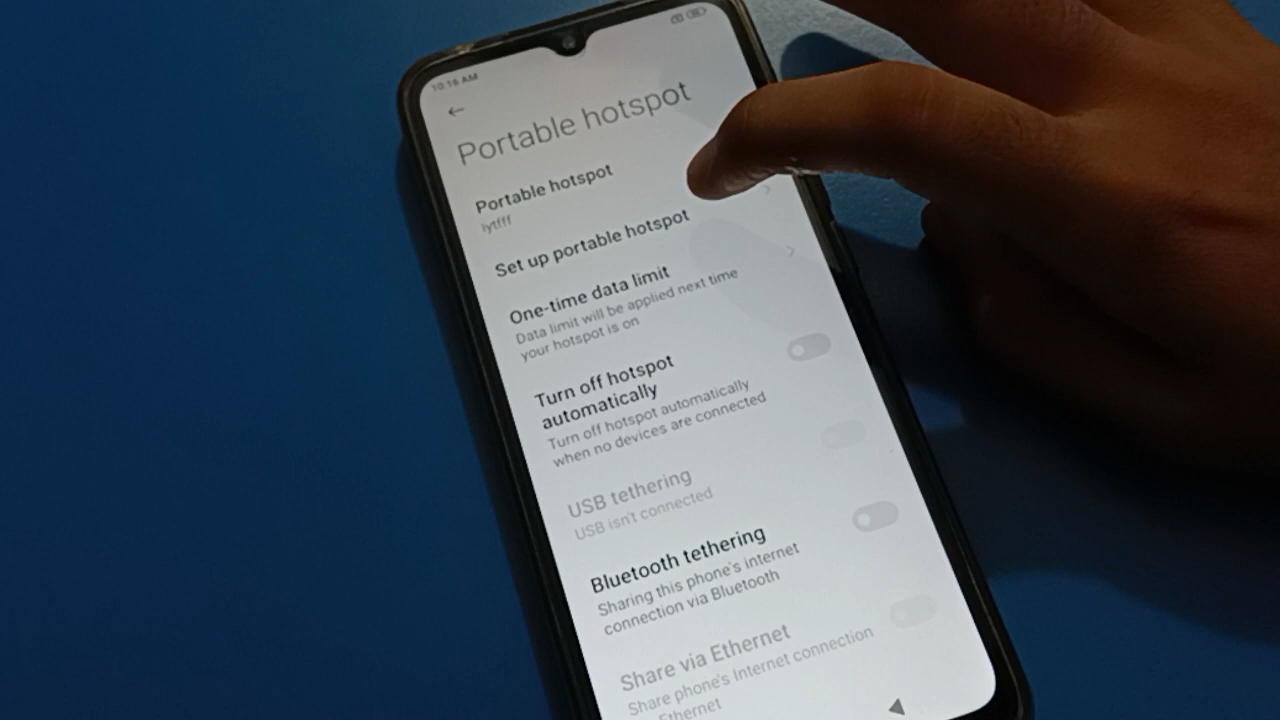 10:16 AM
Portable hotspot
Portable hotspot
iytfff
Set up portable hotspot
One-time data limit
Data limit will be applied next time
your hotspot is on
Turn off hotspot
automatically
Turn off hotspot automatically
when no devices are connected
USB tethering
USB isn't connected
Bluetooth tethering
Sharing this phone's internet
connection via Bluetooth
Share via Ethernet
Share phone's Internet connection
Ethernet